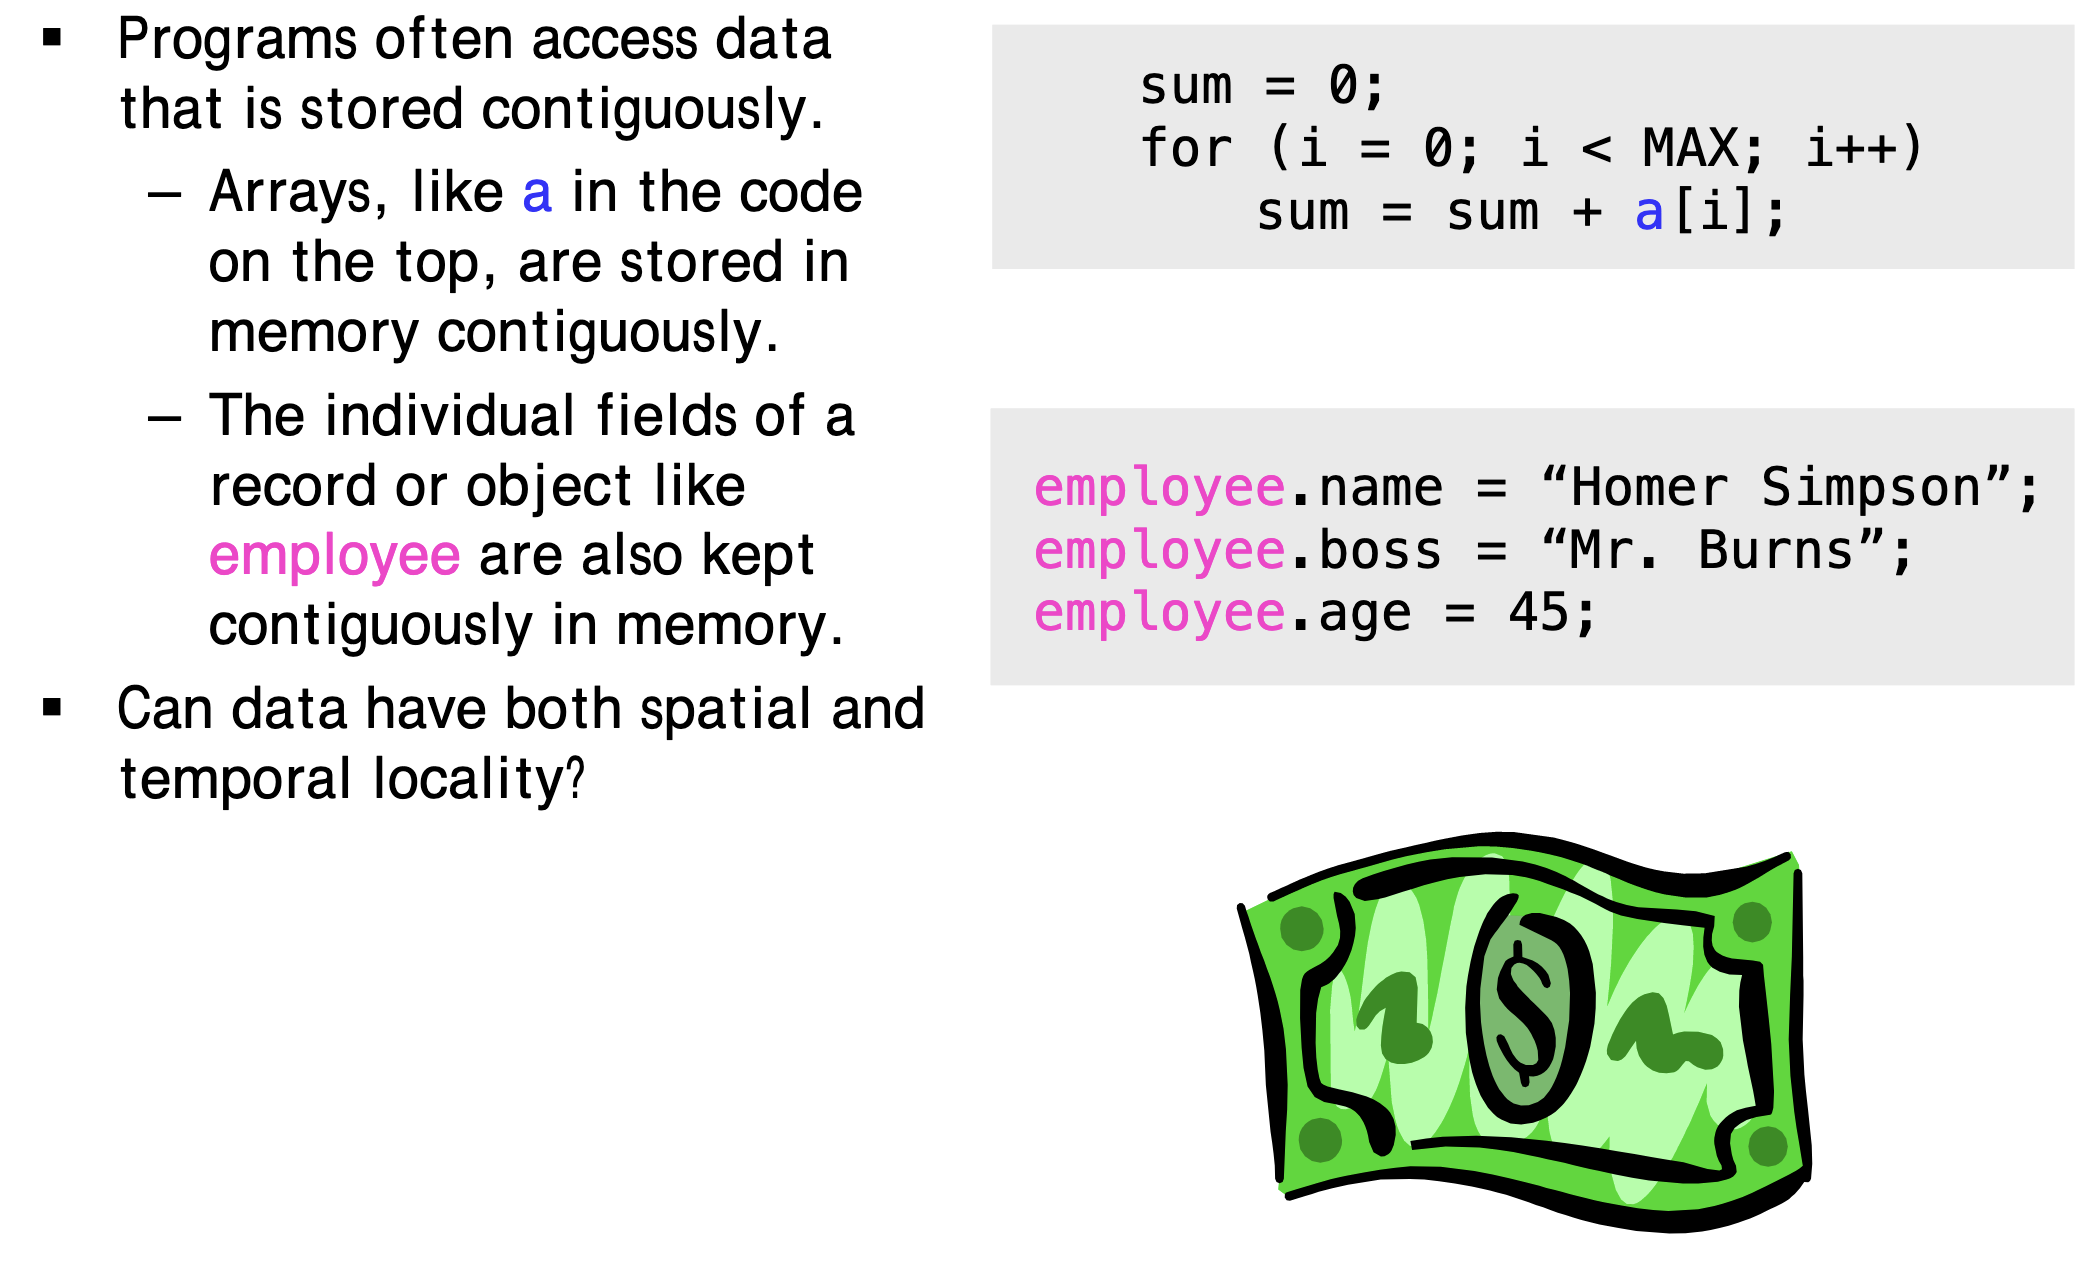 ▪ Programs often access data
that is stored contiguously.
– Arrays, like a in the code
on the top, are stored in
memory contiguously.
– The individual fields of a
record or object like
employee are also kept
contiguously in memory.
▪ Can data have both spatial and
temporal locality?
sum = 0;
for (i = 0; i < MAX; i++)
sum = sum + a[i];
employee.name = “Homer Simpson”;
employee.boss = “Mr. Burns”;
employee.age = 45;
$